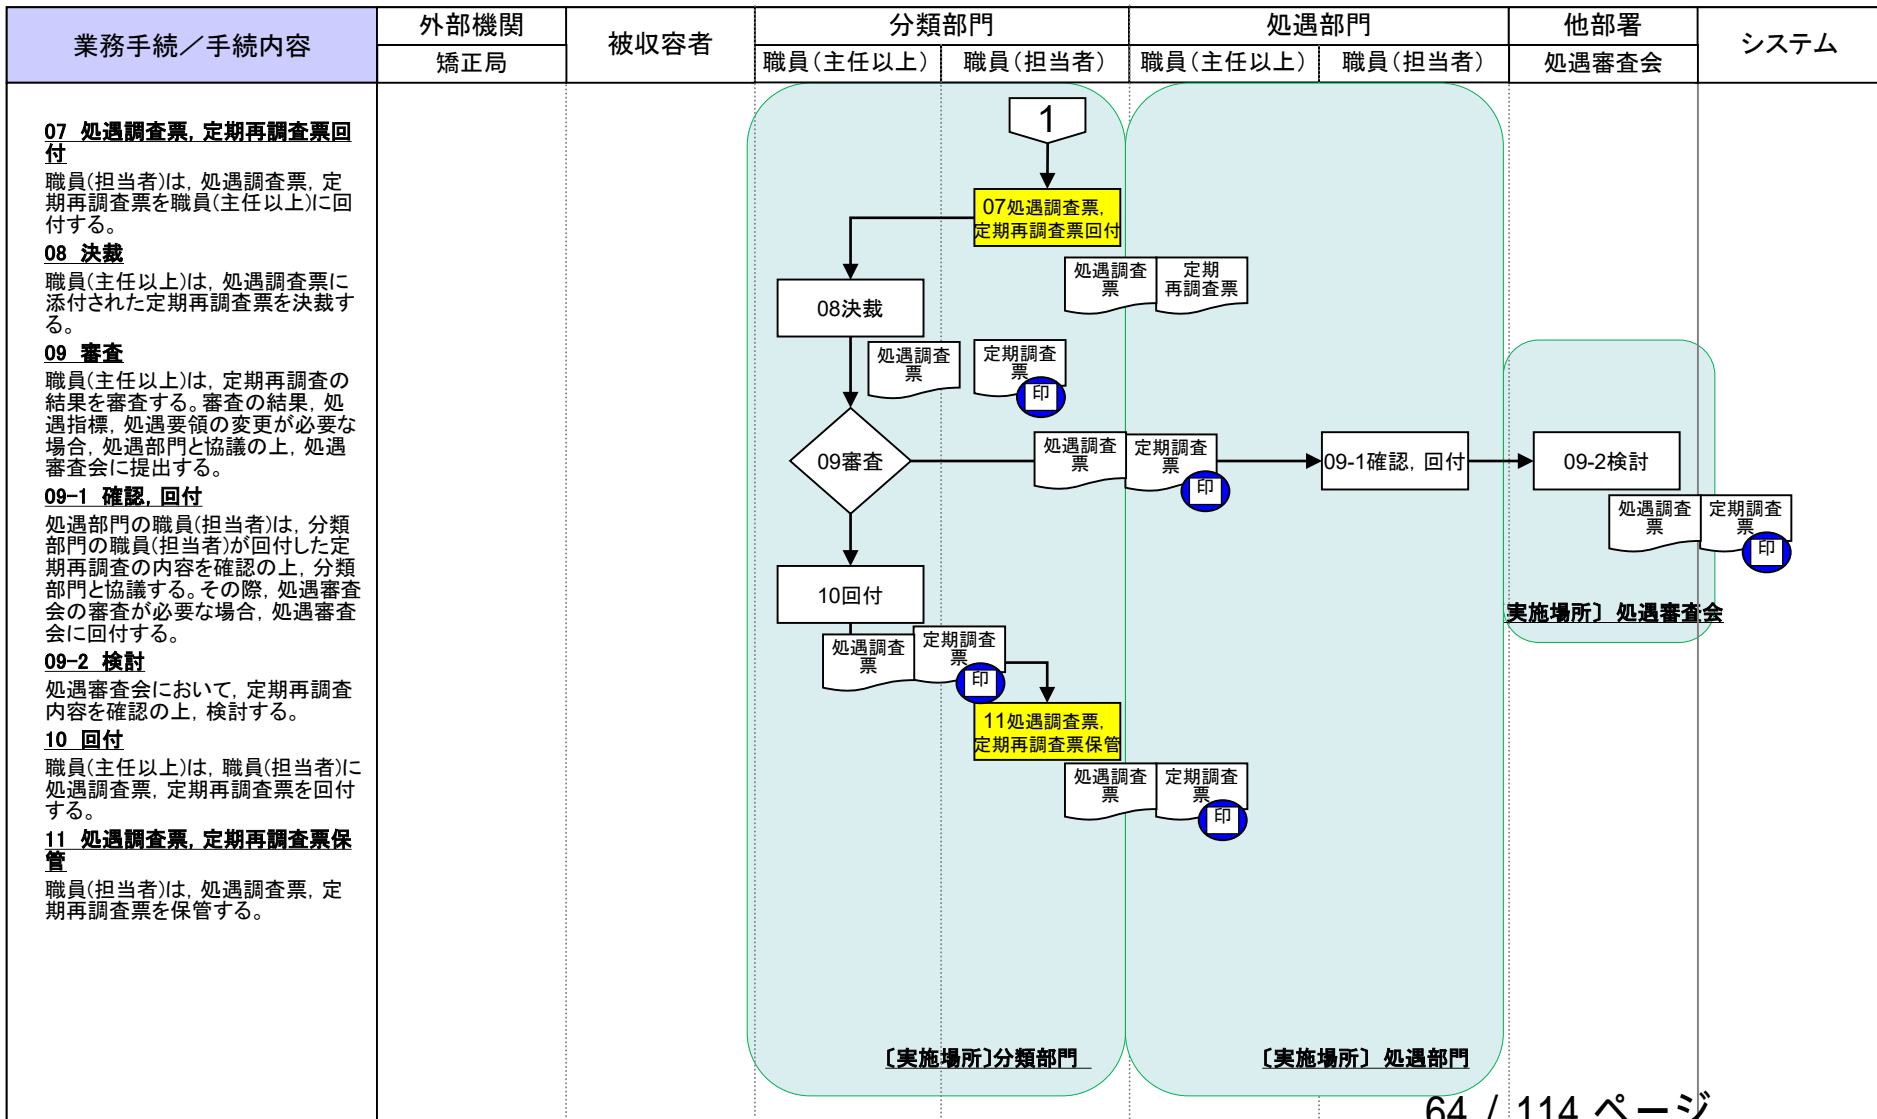 業務手続／手続内容
外部機関
矯正局
被収容者
分類部門
職員（主任以上）
職員（担当者）
処遇部門
職員（主任以上）
職員（担当者）
他部署
処遇審査会
システム
07 処遇調査票，定期再調査票回
付
職員（担当者）は，処遇調査票，定
期再調査票を職員（主任以上）に回
付する。
08 決裁
職員（主任以上）は，処遇調査票に
添付された定期再調査票を決裁す
る。
09 審査
職員（主任以上）は，定期再調査の
結果を審査する。審査の結果，処
遇指標，処遇要領の変更が必要な
場合，処遇部門と協議の上，処遇
審査会に提出する。
09-1 確認，回付
処遇部門の職員（担当者）は，分類
部門の職員（担当者）が回付した定
期再調査の内容を確認の上，分類
部門と協議する。その際，処遇審査
会の審査が必要な場合，処遇審査
会に回付する。
09-2 検討
処遇審査会において，定期再調査
内容を確認の上，検討する。
10 回付
職員（主任以上）は，職員（担当者）に
処遇調査票，定期再調査票を回付
する。
11 処遇調査票，定期再調査票保
管
職員（担当者）は，処遇調査票，定
期再調査票を保管する。
1
07処遇調査票，
定期再調査票回付
処遇調査
票
定期
再調査票
08決裁
処遇調査
票
定期調査
票
印
09審査
処遇調査
票
定期調査
票
印
09-1確認，回付
09-2検討
処遇調査
票
定期調査
票
印
10回付
処遇調査
票
定期調査
票
印
実施場所〕 処遇審査会
11処遇調査票，
定期再調査票保管
処遇調査
票
定期調査
票
印
〔実施場所〕分類部門
〔実施場所〕 処遇部門
64 / 114 ページ